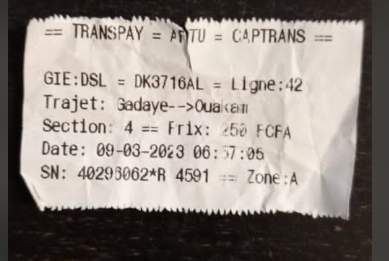 == TRANSPAY = AFTU = CAPTRANS ==
GIE:DSL = DK3716AL = Ligne:42
Trajet: Gadaye-->Ouakam
Section: 4 == Frix: 250 FCFA
Date: 09-03-2023 06:57:05
SN: 40293062*R 4591 == Zone:A